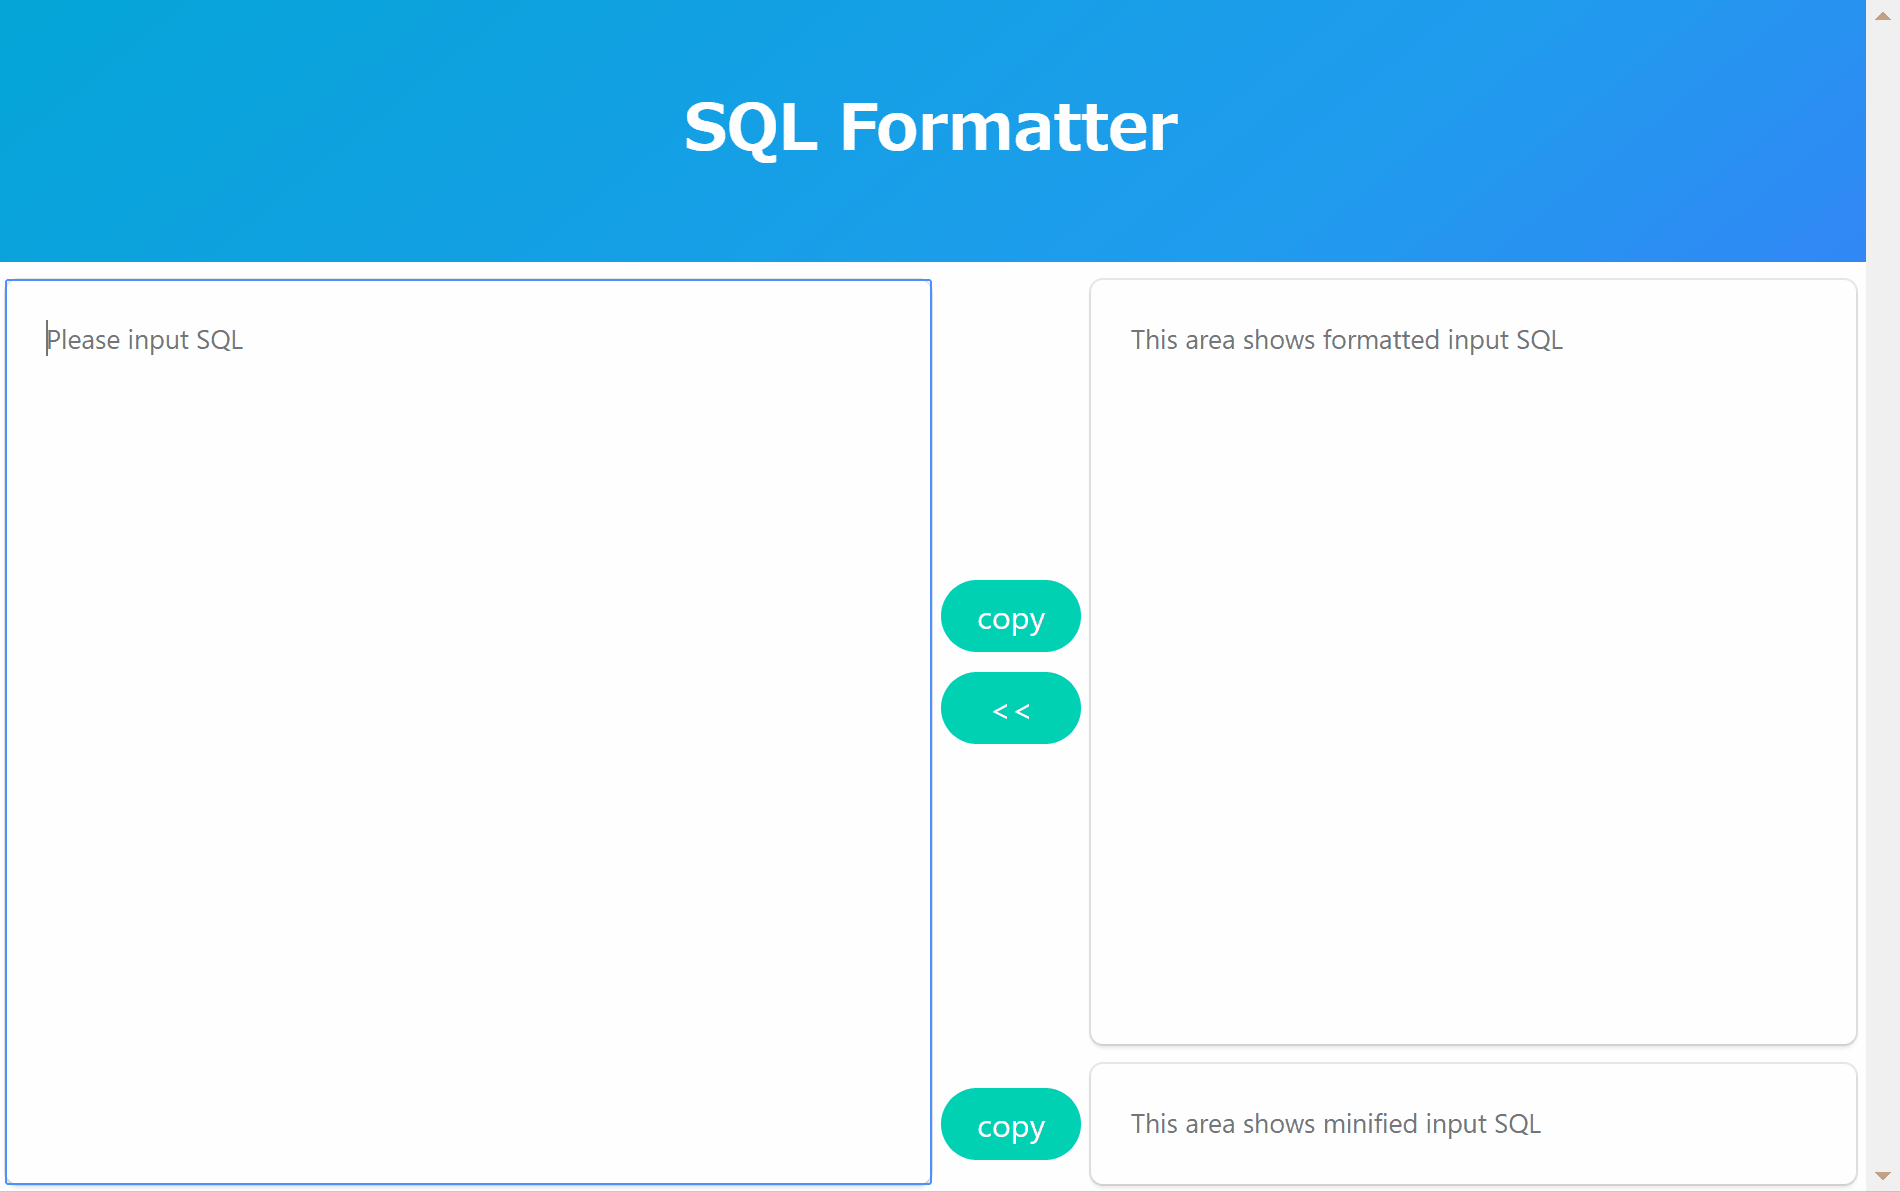 SQL Formatter
Please input SQL
This area shows formatted input SQL
copy
<<
copy
This area shows minified input SQL